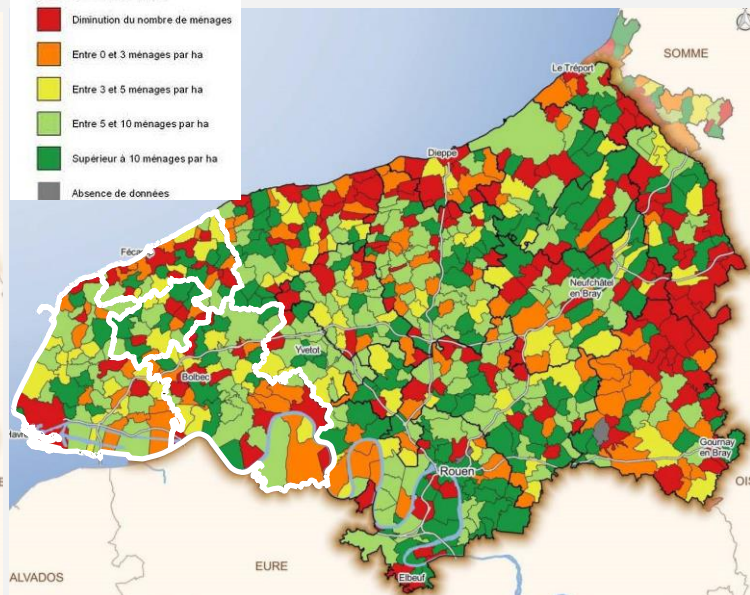 Diminution du nombre de ménages
Entre 0 et 3 ménages par ha
Entre 3 et 5 ménages par ha
Entre 5 et 10 ménages par ha
Supérieur à 10 ménages par ha
Absence de données
SOMME
Le Tréport
Dieppe
Neufchâtel
en Bray
Yvetot
Bolbec
Gournay
en Bray
Rouen
EURE
Elbeuf